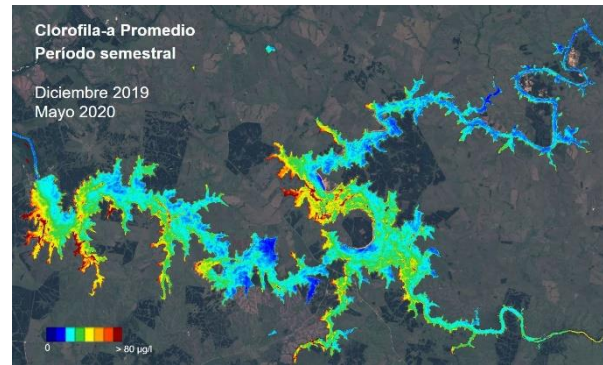 Clorofila-a Promedio
Período semestral
Diciembre 2019
Mayo 2020
0
> 80 µg/l